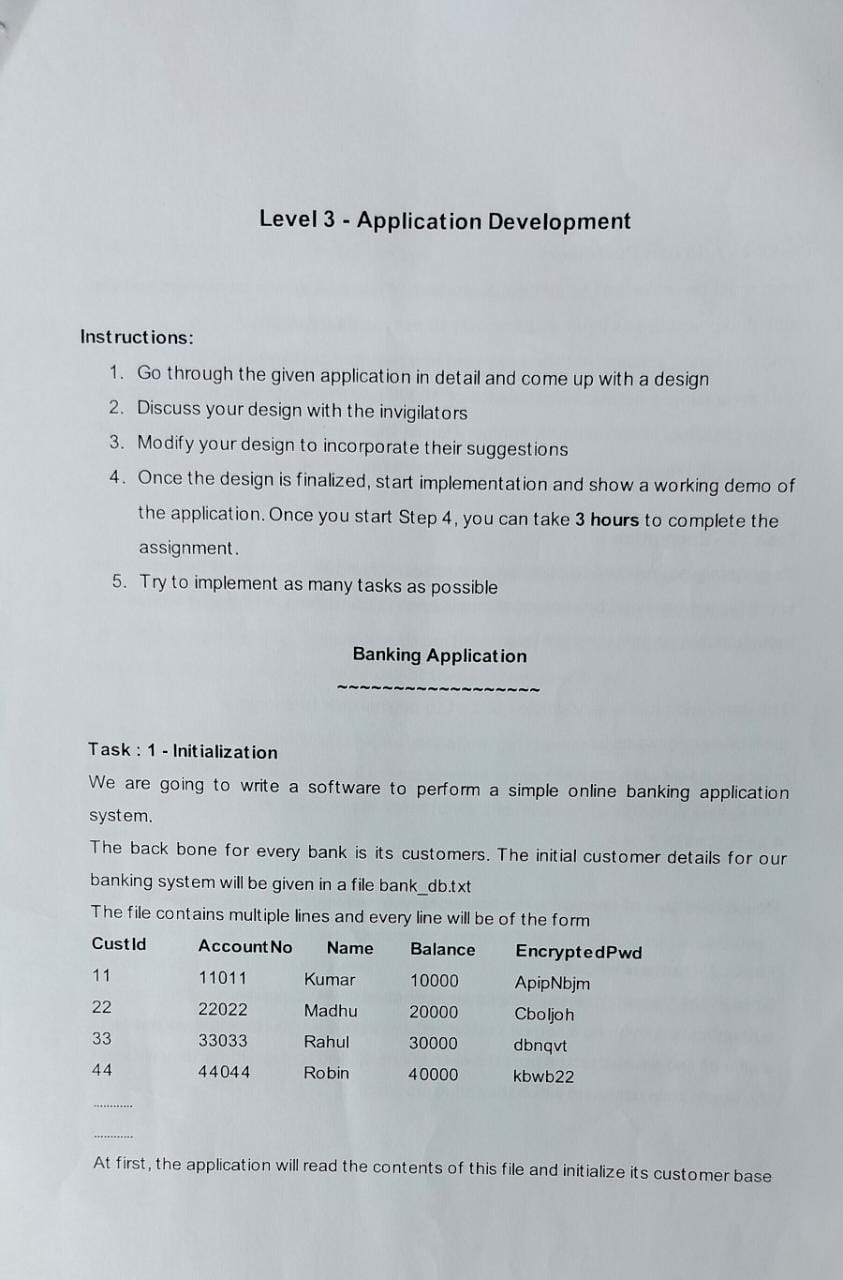 Level 3 - Application Development
Instructions:
1. Go through the given application in detail and come up with a design
2. Discuss your design with the invigilators
3. Modify your design to incorporate their suggestions
4. Once the design is finalized, start implementation and show a working demo of
the application. Once you start Step 4, you can take 3 hours to complete the
assignment.
5. Try to implement as many tasks as possible
Banking Application
~~~~~~~~~~~~~~~~~~
Task : 1 - Initialization
We are going to write a software to perform a simple online banking application
system.
The back bone for every bank is its customers. The initial customer details for our
banking system will be given in a file bank_db.txt
The file contains multiple lines and every line will be of the form
CustId AccountNo Name Balance EncryptedPwd
11 11011 Kumar 10000 ApipNbjm
22 22022 Madhu 20000 Cboljoh
33 33033 Rahul 30000 dbnqvt
44 44044 Robin 40000 kbwb22
............
............
At first, the application will read the contents of this file and initialize its customer base